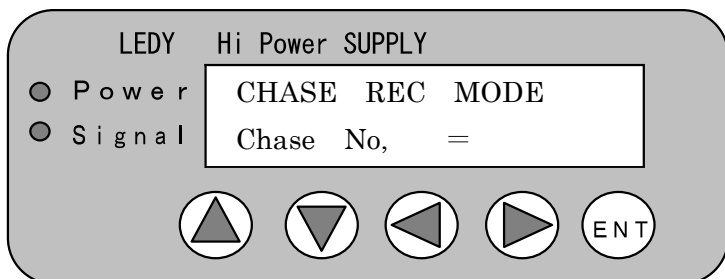 LEDY Hi Power SUPPLY
Power
CHASE REC MODE
Signal
Chase No, =
ENT